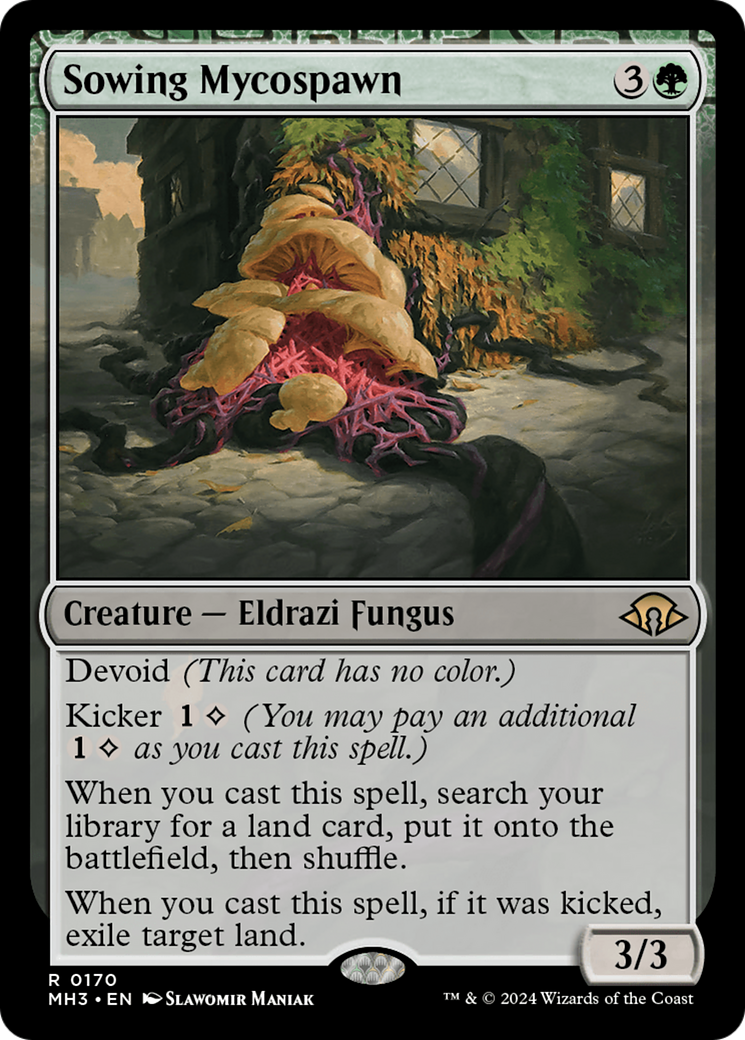 Sowing Mycospawn 3
Creature — Eldrazi Fungus
Devoid (This card has no color.)
Kicker 1 (You may pay an additional
1 as you cast this spell.)
When you cast this spell, search your
library for a land card, put it onto the
battlefield, then shuffle.
When you cast this spell, if it was kicked,
exile target land.
3/3
R 0170
MH3 • EN Slawomir Maniak ™ & © 2024 Wizards of the Coast